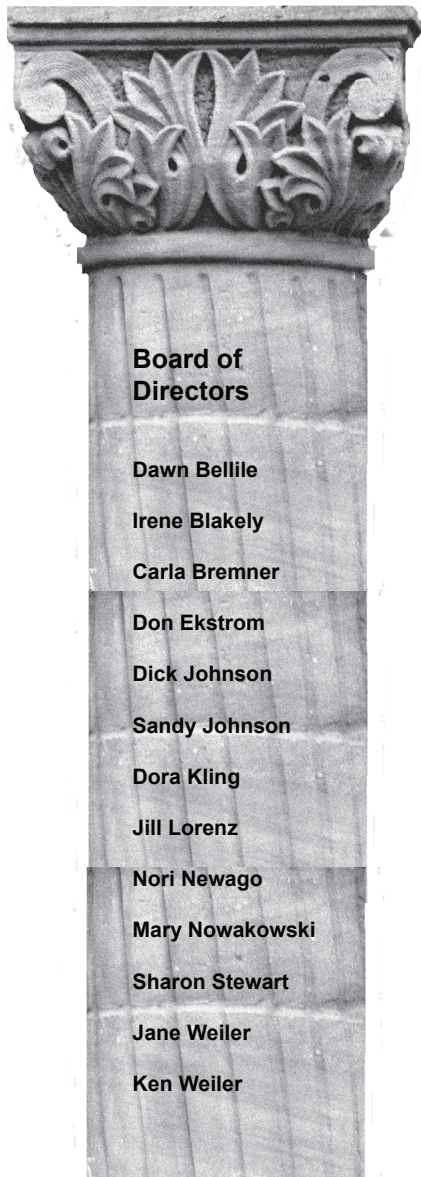 Board of
Directors
Dawn Bellile
Irene Blakely
Carla Bremner
Don Ekstrom
Dick Johnson
Sandy Johnson
Dora Kling
Jill Lorenz
Nori Newago
Mary Nowakowski
Sharon Stewart
Jane Weiler
Ken Weiler